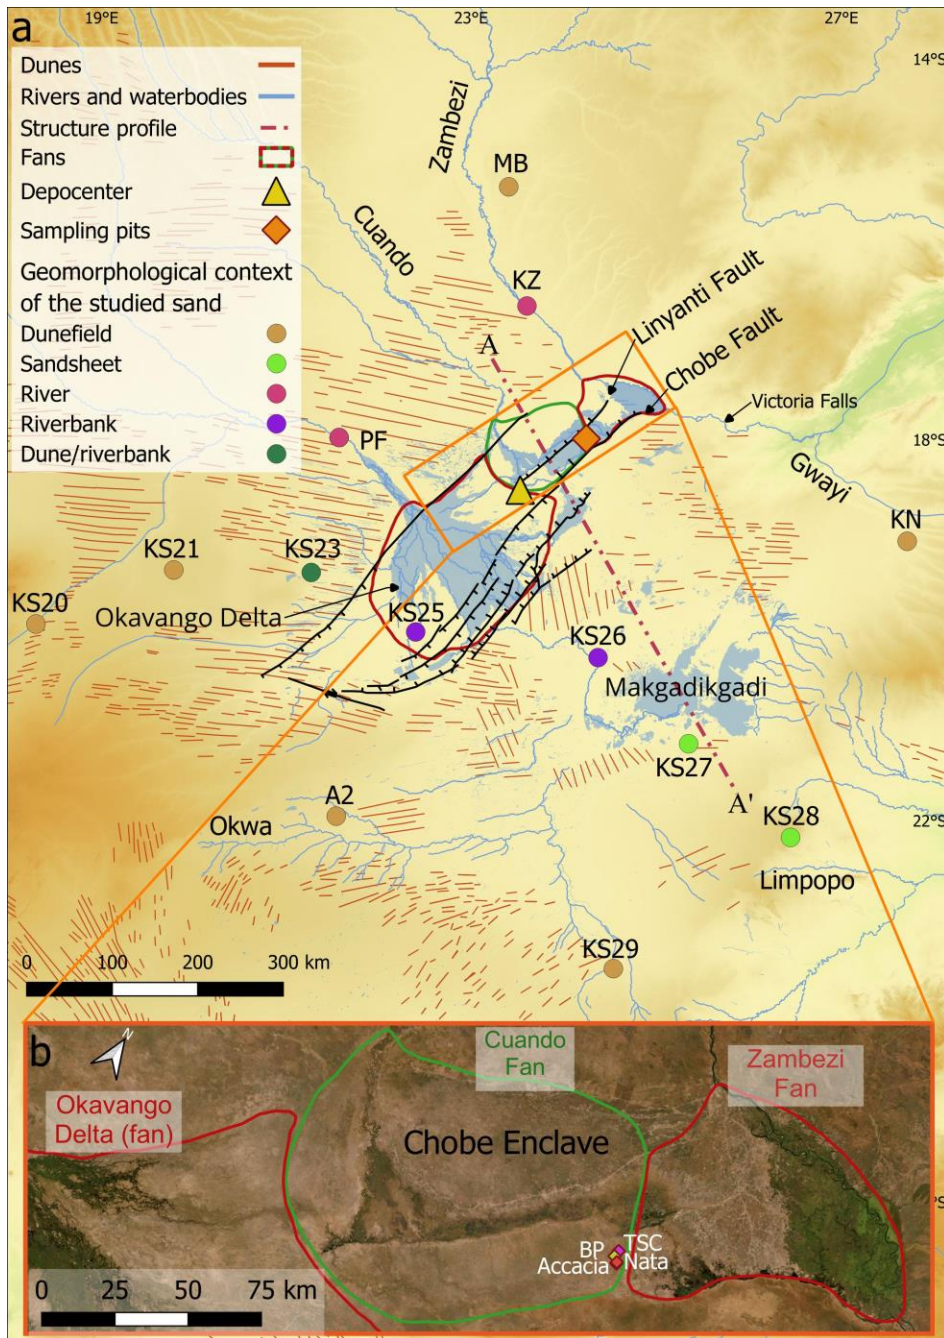 a
19°E
23°E
27°E
14°S
Dunes
Rivers and waterbodies
Structure profile
Fans
Depocenter
Sampling pits
Geomorphological context
of the studied sand
Dunefield
Sandsheet
River
Riverbank
Dune/riverbank
Zambezi
MB
Cuando
KZ
Linyanti Fault
Chobe Fault
A
Victoria Falls
PF
18°S
Gwayi
KN
KS21
KS23
KS20
Okavango Delta
KS25
KS26
Makgadikgadi
KS27
A'
A2
Okwa
KS28
22°S
Limpopo
KS29
0 100 200 300 km
b
N
Cuando
Fan
Zambezi
Fan
Okavango
Delta (fan)
Chobe Enclave
BP
TSC
Accacia
Nata
0 25 50 75 km